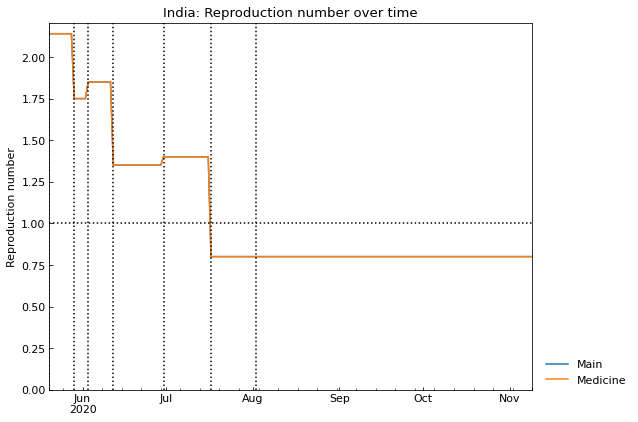 India: Reproduction number over time
Reproduction number
2.00
1.75
1.50
1.25
1.00
0.75
0.50
0.25
0.00
Jun
2020
Jul
Aug
Sep
Oct
Nov
Main
Medicine